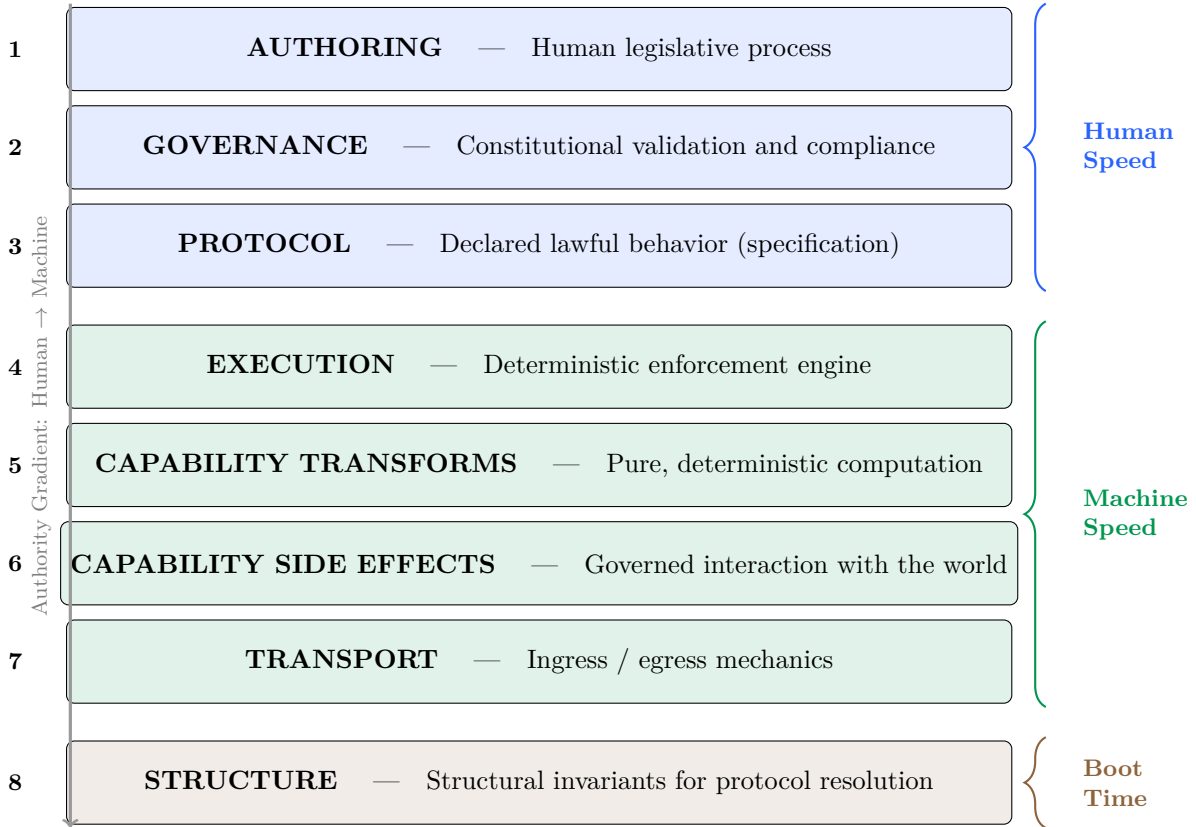 1 AUTHORING — Human legislative process
2 GOVERNANCE — Constitutional validation and compliance
Human
Speed
3 PROTOCOL — Declared lawful behavior (specification)
Authority Gradient: Human → Machine
4 EXECUTION — Deterministic enforcement engine
5 CAPABILITY TRANSFORMS — Pure, deterministic computation
Machine
Speed
6 CAPABILITY SIDE EFFECTS — Governed interaction with the world
7 TRANSPORT — Ingress / egress mechanics
8 STRUCTURE — Structural invariants for protocol resolution
Boot
Time